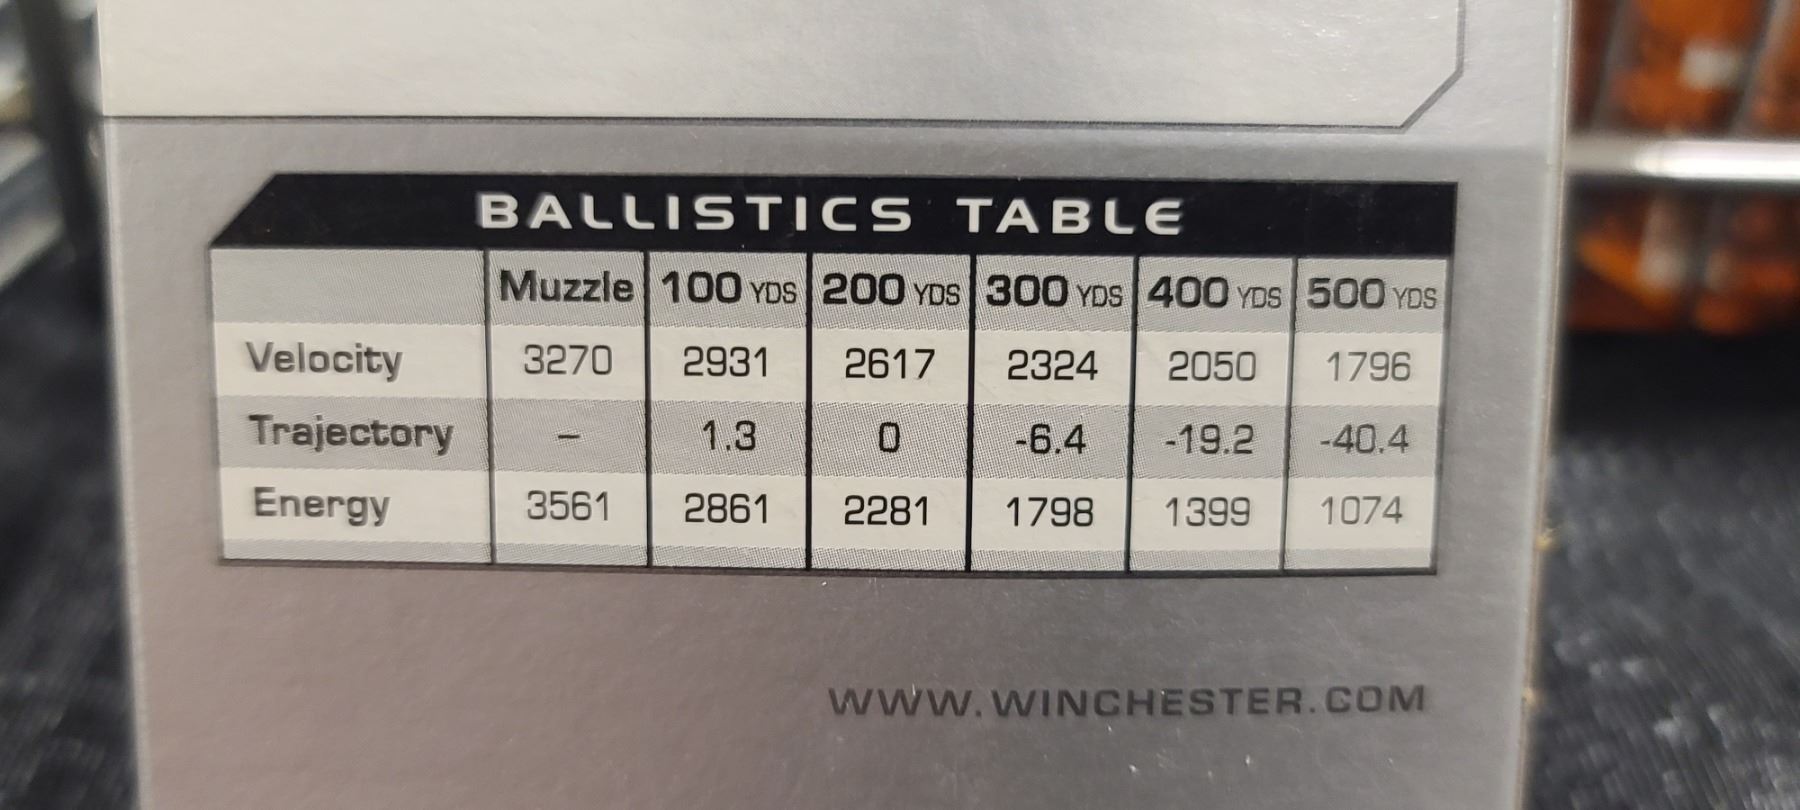 BALLISTICS TABLE
Muzzle 100 YDS 200 YDS 300 YDS 400 YDS 500 YDS
Velocity 3270 2931 2617 2324 2050 1796
Trajectory – 1.3 0 -6.4 -19.2 -40.4
Energy 3561 2861 2281 1798 1399 1074
WWW.WINCHESTER.COM